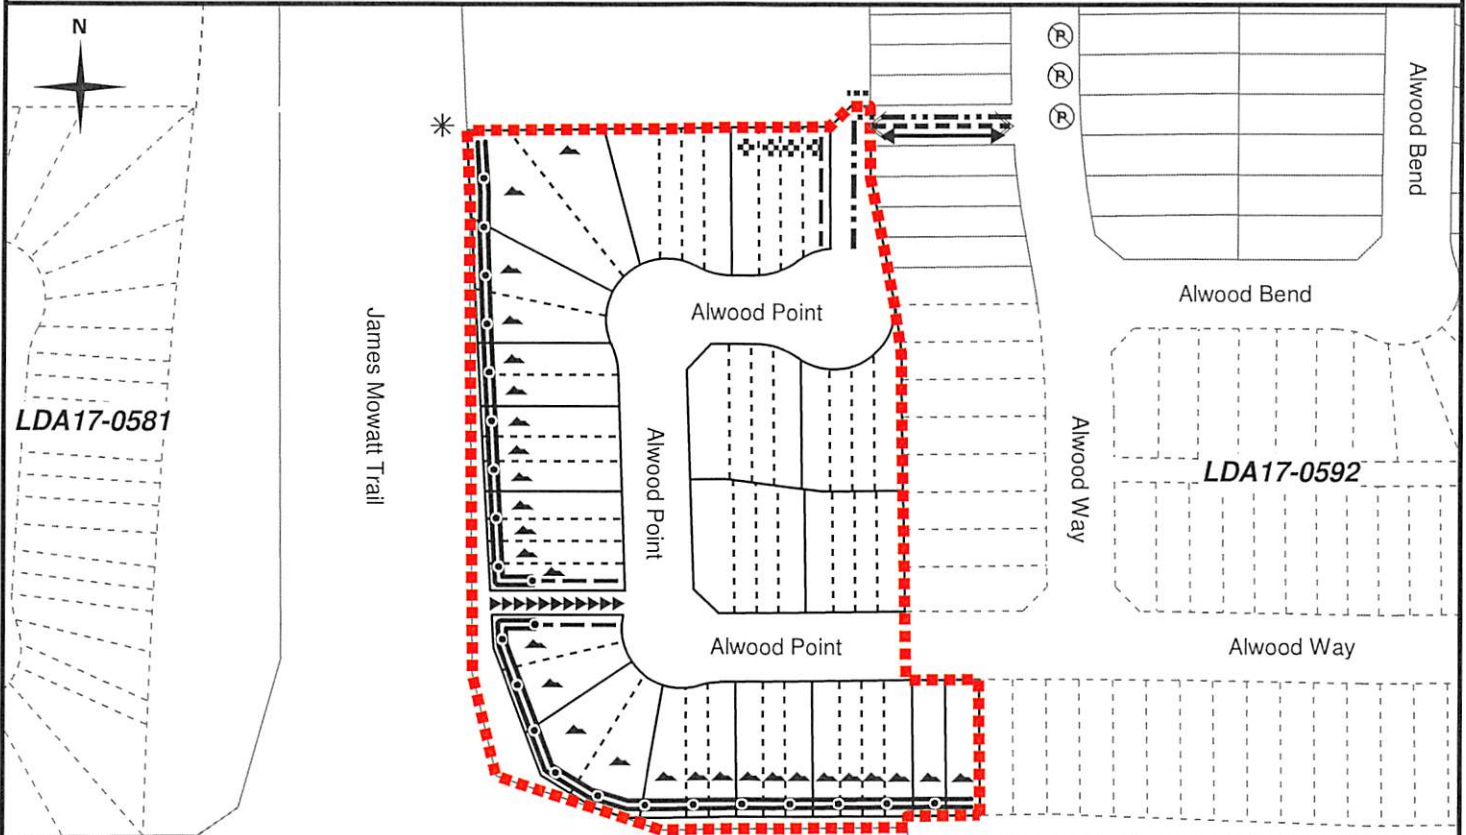 N
P
P
P
Alwood Bend
Alwood Point
Alwood Bend
James Mowatt Trail
LDA17-0581
Alwood Point
Alwood Way
LDA17-0592
Alwood Point
Alwood Way